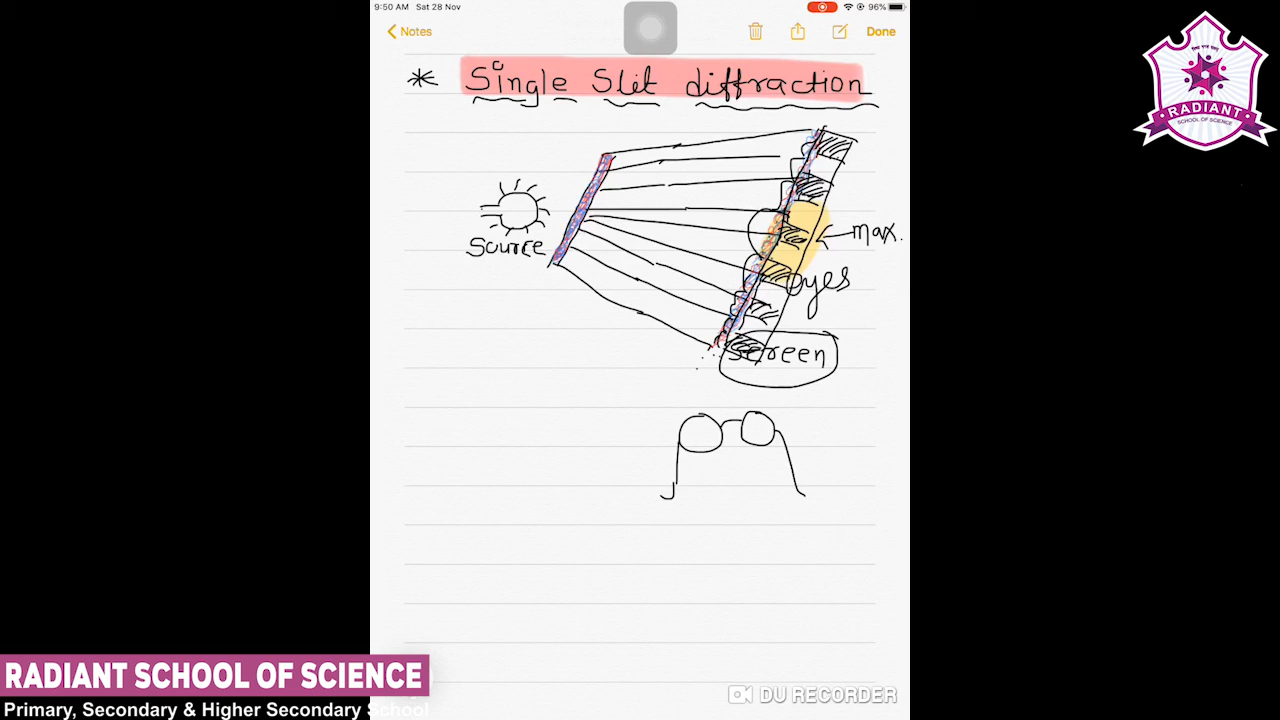 9:50 AM Sat 28 Nov
96%
Notes
Done
* Single Slit diffraction
Source
max.
eyes
Screen
RADIANT
SCHOOL OF SCIENCE
RADIANT SCHOOL OF SCIENCE
Primary, Secondary & Higher Secondary School
DU RECORDER